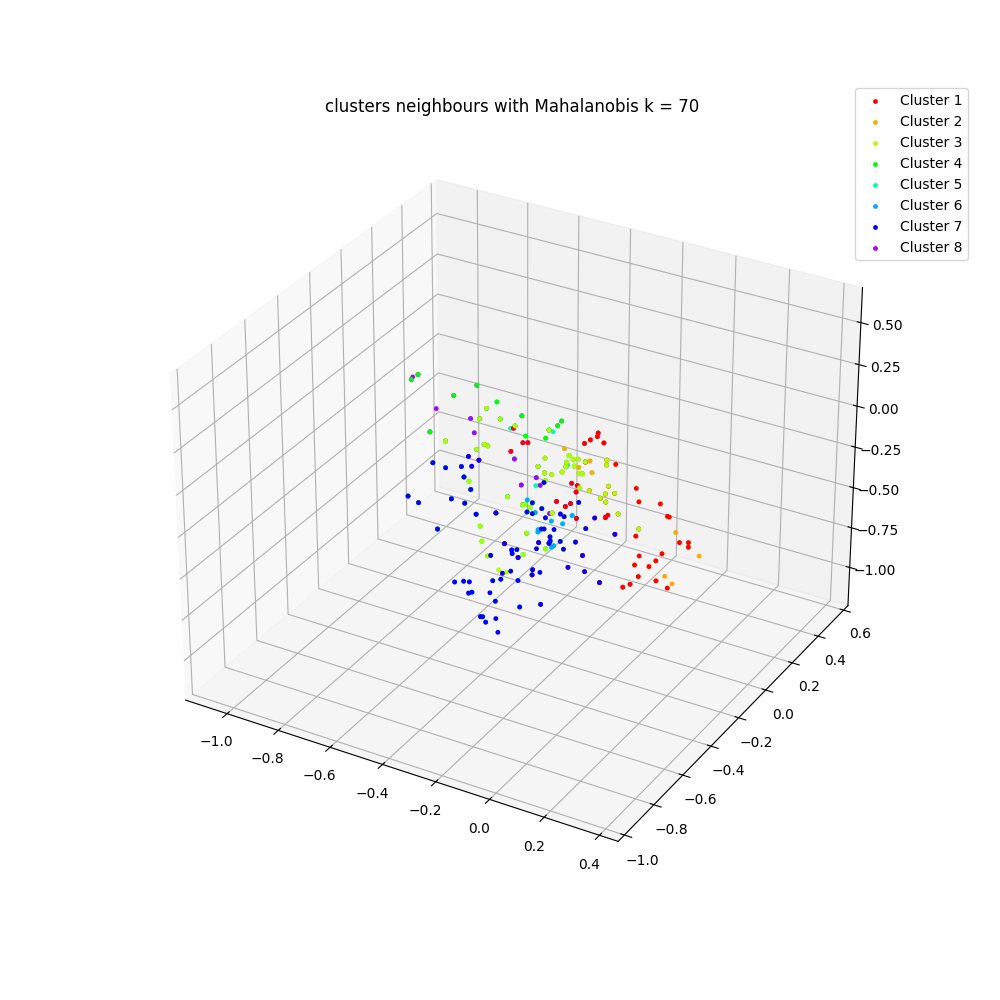 clusters neighbours with Mahalanobis k = 70
Cluster 1
Cluster 2
Cluster 3
Cluster 4
Cluster 5
Cluster 6
Cluster 7
Cluster 8
0.50
0.25
0.00
−0.25
−0.50
−0.75
−1.00
0.6
0.4
0.2
0.0
−0.2
−0.4
−0.6
−0.8
−1.0
−1.0
−0.8
−0.6
−0.4
−0.2
0.0
0.2
0.4